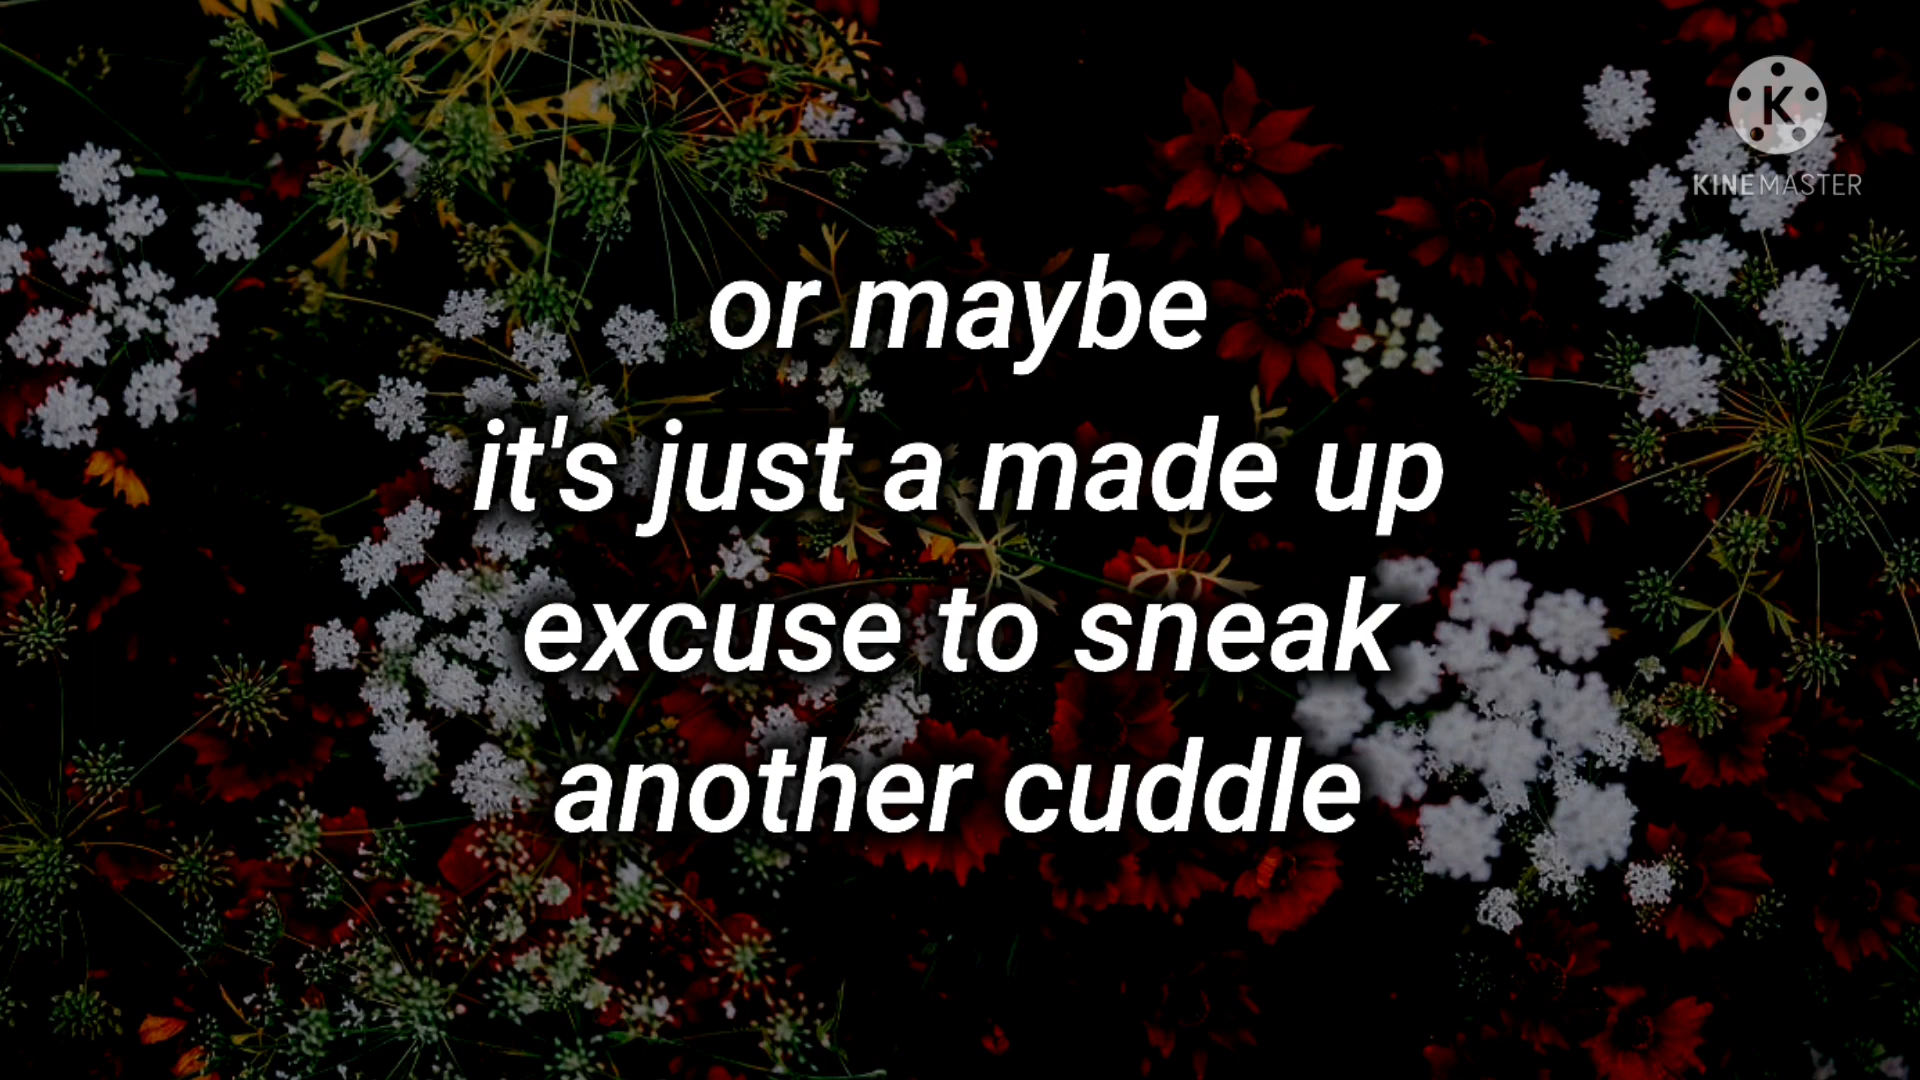 K
KINEMASTER
or maybe
it's just a made up
excuse to sneak
another cuddle